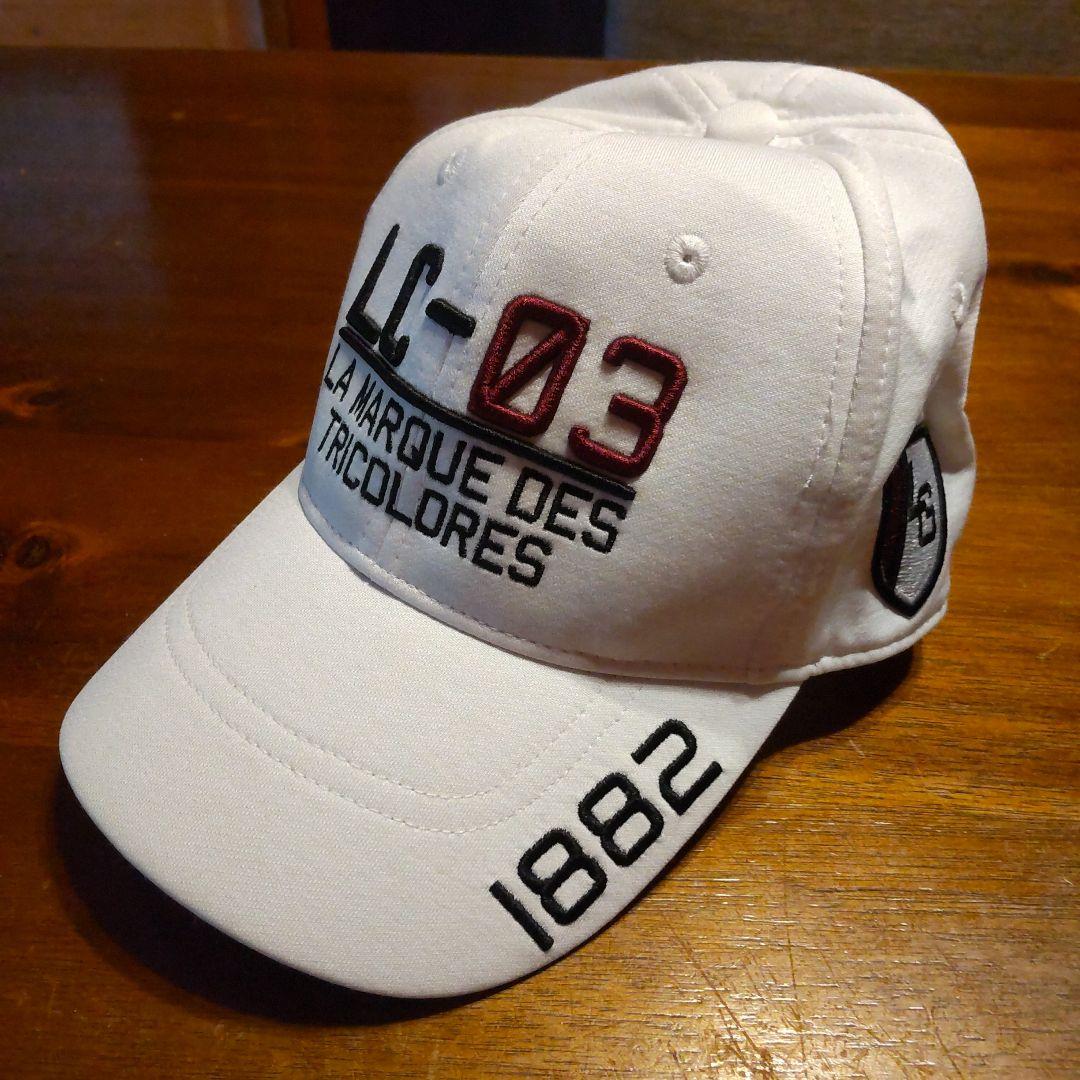 LC-03
LA MARQUE DES
TRICOLORES
1882